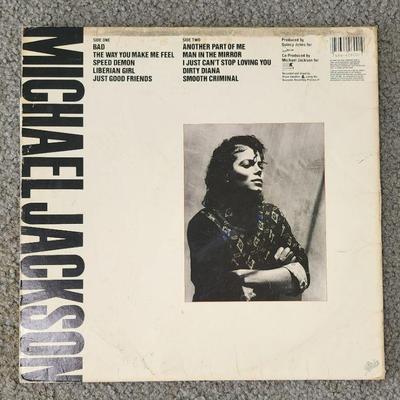 MICHAEL JACKSON
SIDE ONE
BAD
THE WAY YOU MAKE ME FEEL
SPEED DEMON
LIBERIAN GIRL
JUST GOOD FRIENDS
SIDE TWO
ANOTHER PART OF ME
MAN IN THE MIRROR
I JUST CAN'T STOP LOVING YOU
DIRTY DIANA
SMOOTH CRIMINAL
Produced by
Quincy Jones for
Co-Produced by
Michael Jackson for